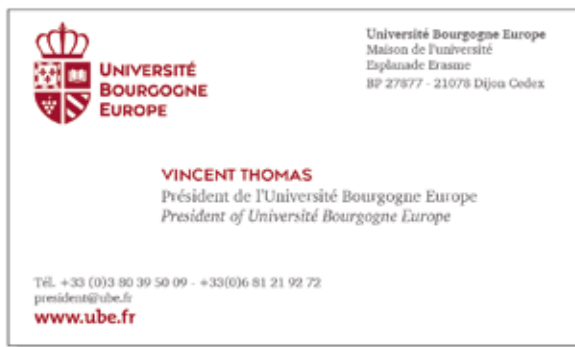 UNIVERSITÉ
BOURGOGNE
EUROPE
Université Bourgogne Europe
Maison de l'université
Esplanade Erasme
BP 27877 - 21078 Dijon Cedex
VINCENT THOMAS
Président de l'Université Bourgogne Europe
President of Université Bourgogne Europe
Tél. +33 (0)3 80 39 50 09 - +33(0)6 81 21 92 72
president@ube.fr
www.ube.fr